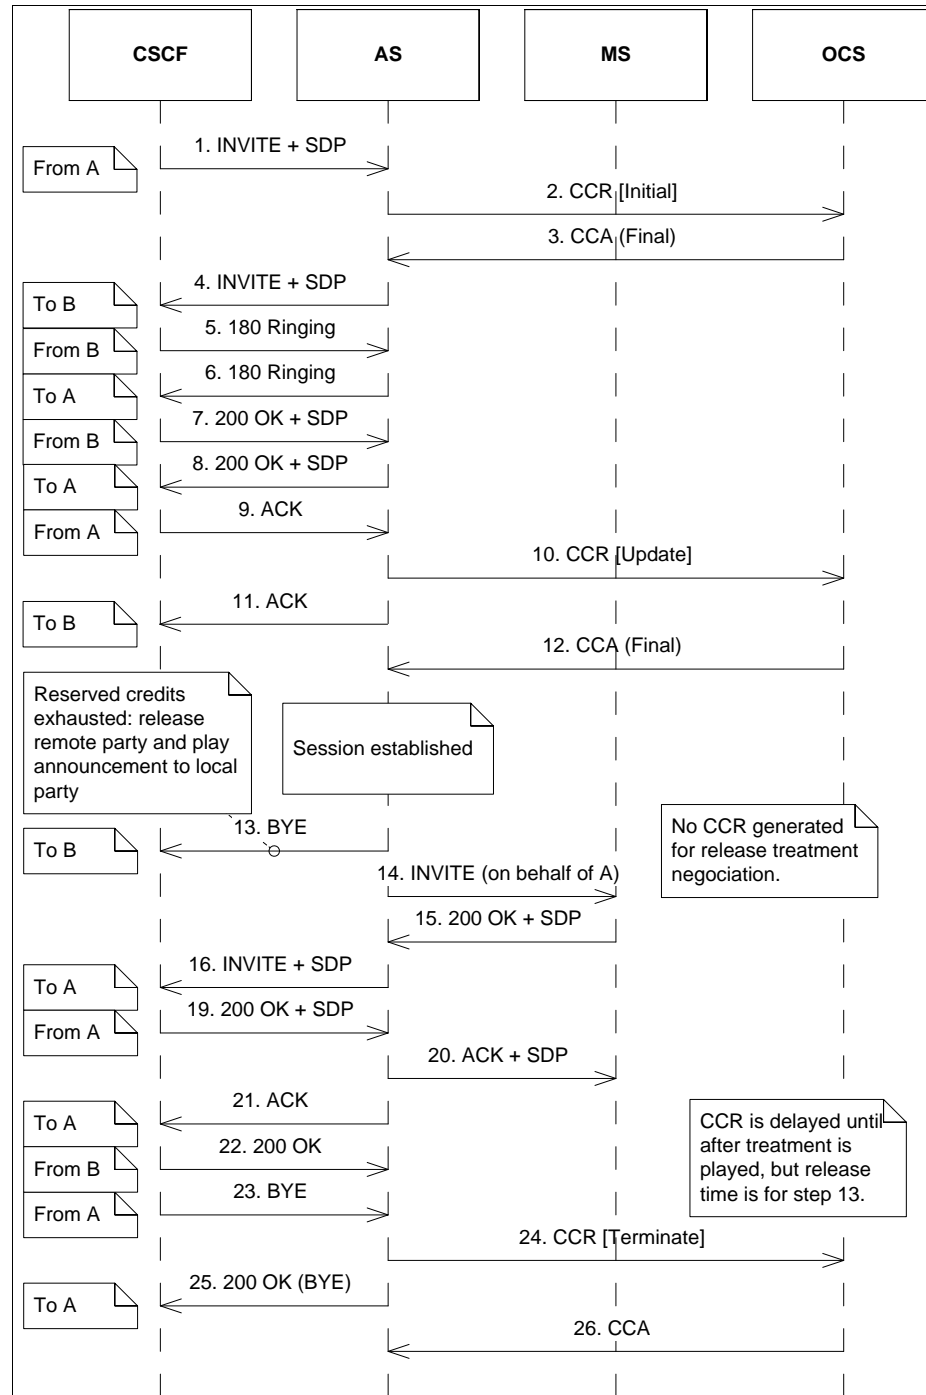 CSCF
AS
MS
OCS
1. INVITE + SDP
From A
2. CCR [Initial]
3. CCA (Final)
4. INVITE + SDP
To B
5. 180 Ringing
From B
6. 180 Ringing
To A
7. 200 OK + SDP
From B
8. 200 OK + SDP
To A
9. ACK
From A
10. CCR [Update]
11. ACK
To B
12. CCA (Final)
Reserved credits
exhausted: release
remote party and play
announcement to local
party
Session established
13. BYE
To B
No CCR generated
for release treatment
negociation.
14. INVITE (on behalf of A)
15. 200 OK + SDP
16. INVITE + SDP
To A
19. 200 OK + SDP
From A
20. ACK + SDP
21. ACK
To A
CCR is delayed until
after treatment is
played, but release
time is for step 13.
22. 200 OK
From B
23. BYE
From A
24. CCR [Terminate]
25. 200 OK (BYE)
To A
26. CCA